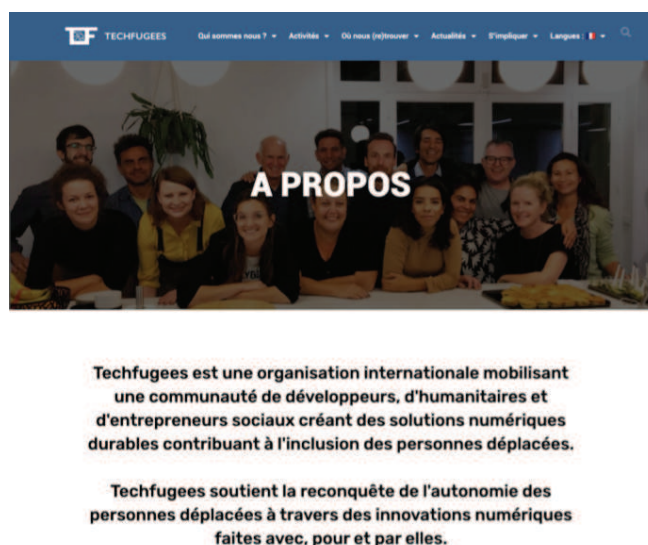 TECHFUGEES Qui sommes nous ? Activités Où nous (re)trouver Actualités S'impliquer Langues :
A PROPOS
Techfugees est une organisation internationale mobilisant
une communauté de développeurs, d'humanitaires et
d'entrepreneurs sociaux créant des solutions numériques
durables contribuant à l'inclusion des personnes déplacées.
Techfugees soutient la reconquête de l'autonomie des
personnes déplacées à travers des innovations numériques
faites avec, pour et par elles.